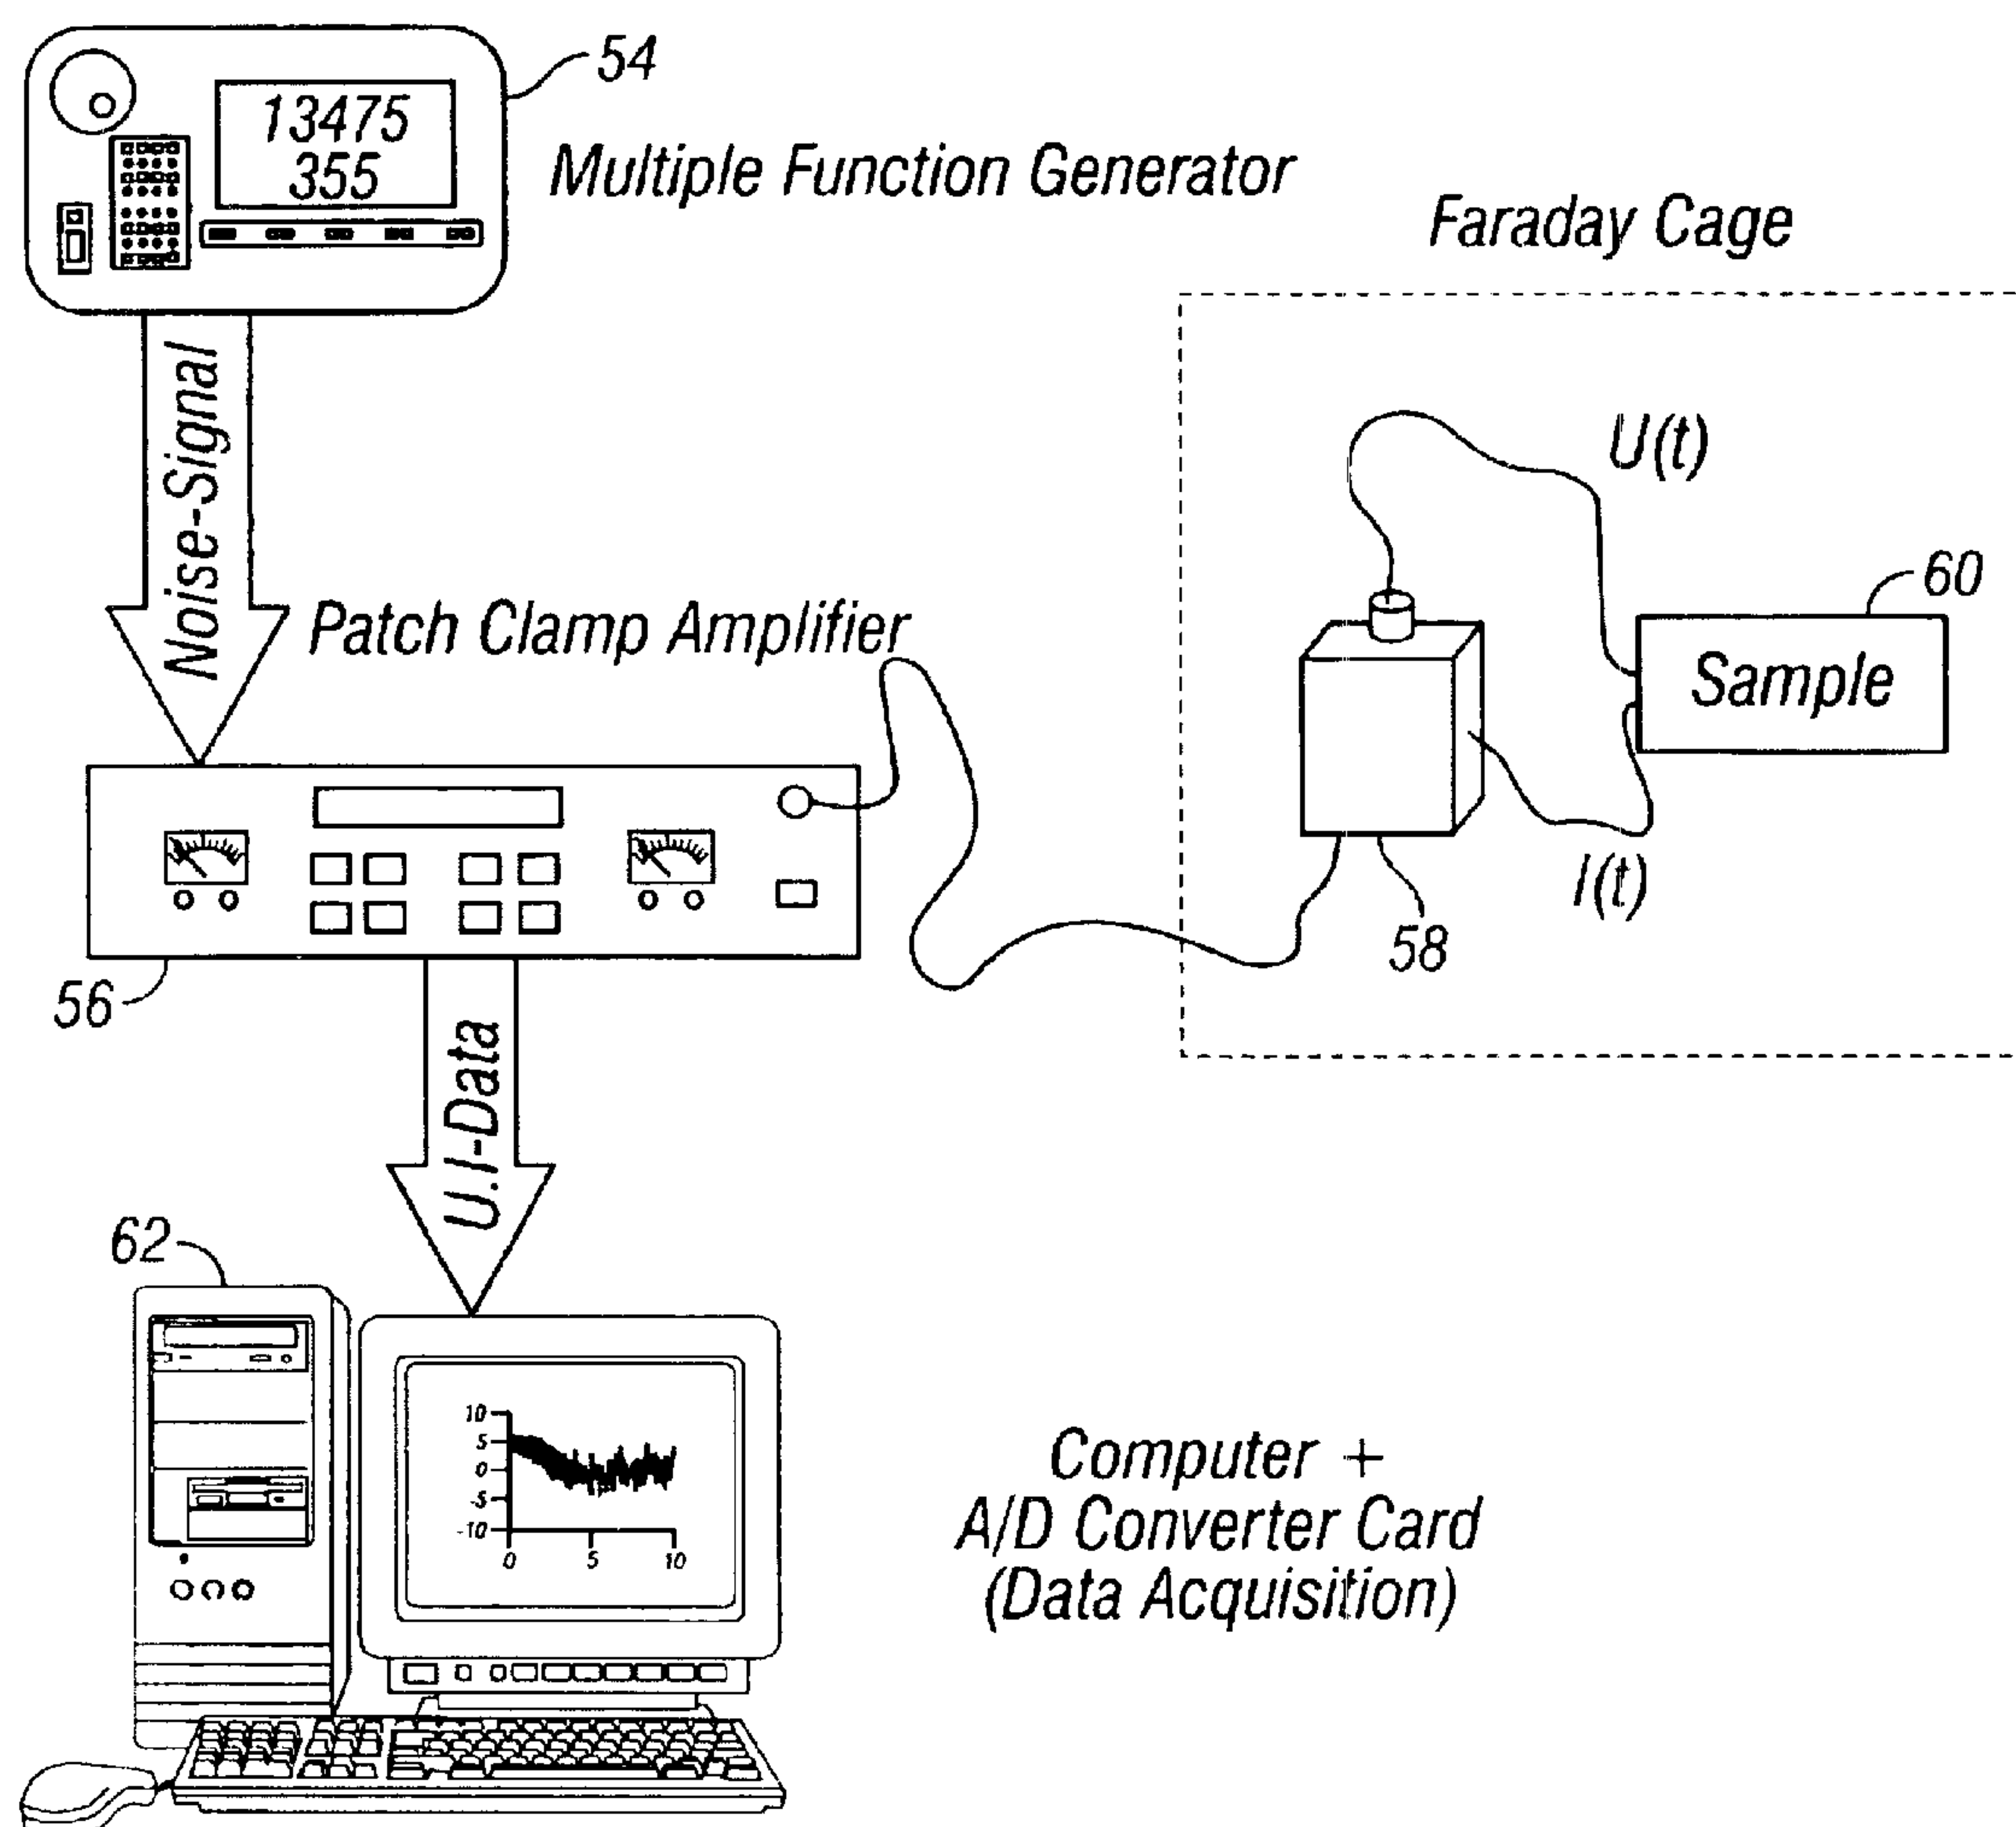 54
13475
355
Multiple Function Generator
Faraday Cage
Noise-Signal
U(t)
60
Patch Clamp Amplifier
Sample
I(t)
58
56
U.I-Data
62
10
5
0
-5
-10
0
5
10
Computer +
A/D Converter Card
(Data Acquisition)